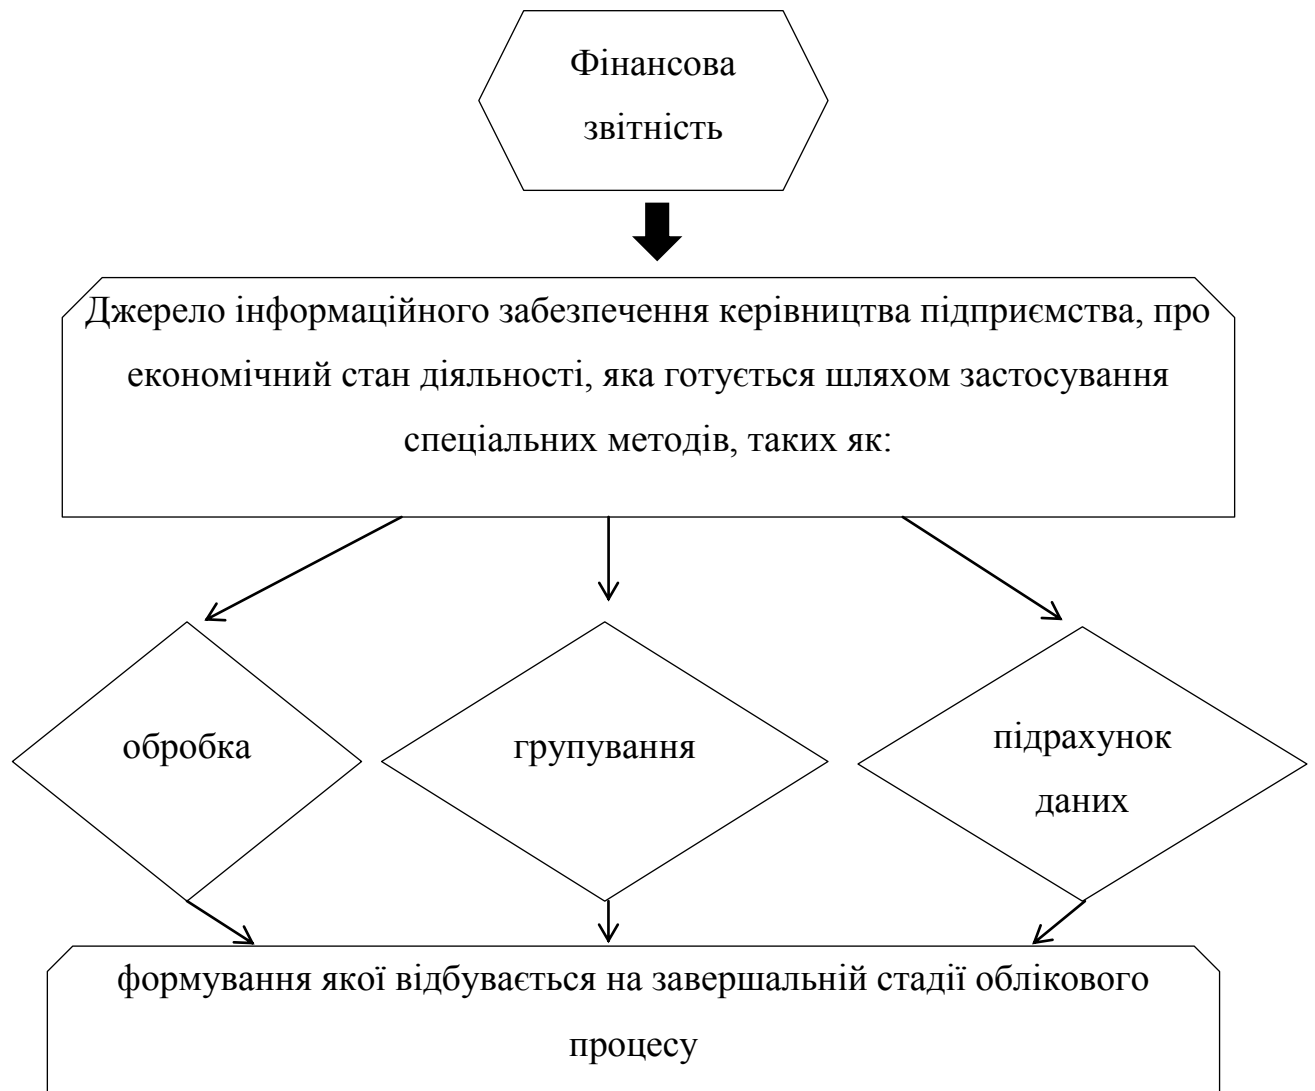 Фінансова
звітність
Джерело інформаційного забезпечення керівництва підприємства, про
економічний стан діяльності, яка готується шляхом застосування
спеціальних методів, таких як:
обробка
групування
підрахунок
даних
формування якої відбувається на завершальній стадії облікового
процесу